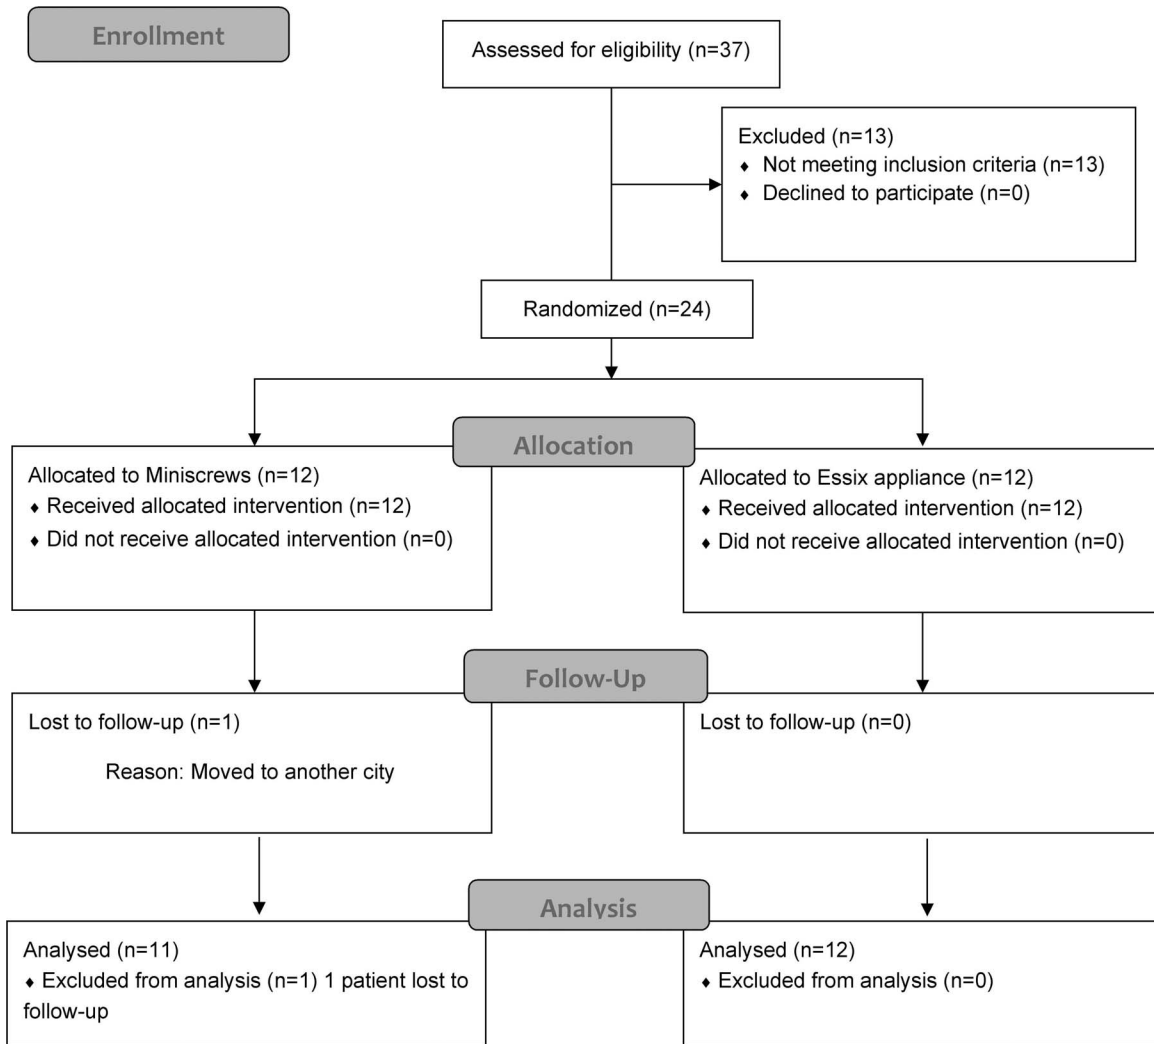 Enrollment
Assessed for eligibility (n=37)
Excluded (n=13)
♦ Not meeting inclusion criteria (n=13)
♦ Declined to participate (n=0)
Randomized (n=24)
Allocation
Allocated to Miniscrews (n=12)
♦ Received allocated intervention (n=12)
♦ Did not receive allocated intervention (n=0)
Allocated to Essix appliance (n=12)
♦ Received allocated intervention (n=12)
♦ Did not receive allocated intervention (n=0)
Follow-Up
Lost to follow-up (n=1)
Reason: Moved to another city
Lost to follow-up (n=0)
Analysis
Analysed (n=11)
♦ Excluded from analysis (n=1) 1 patient lost to
follow-up
Analysed (n=12)
♦ Excluded from analysis (n=0)